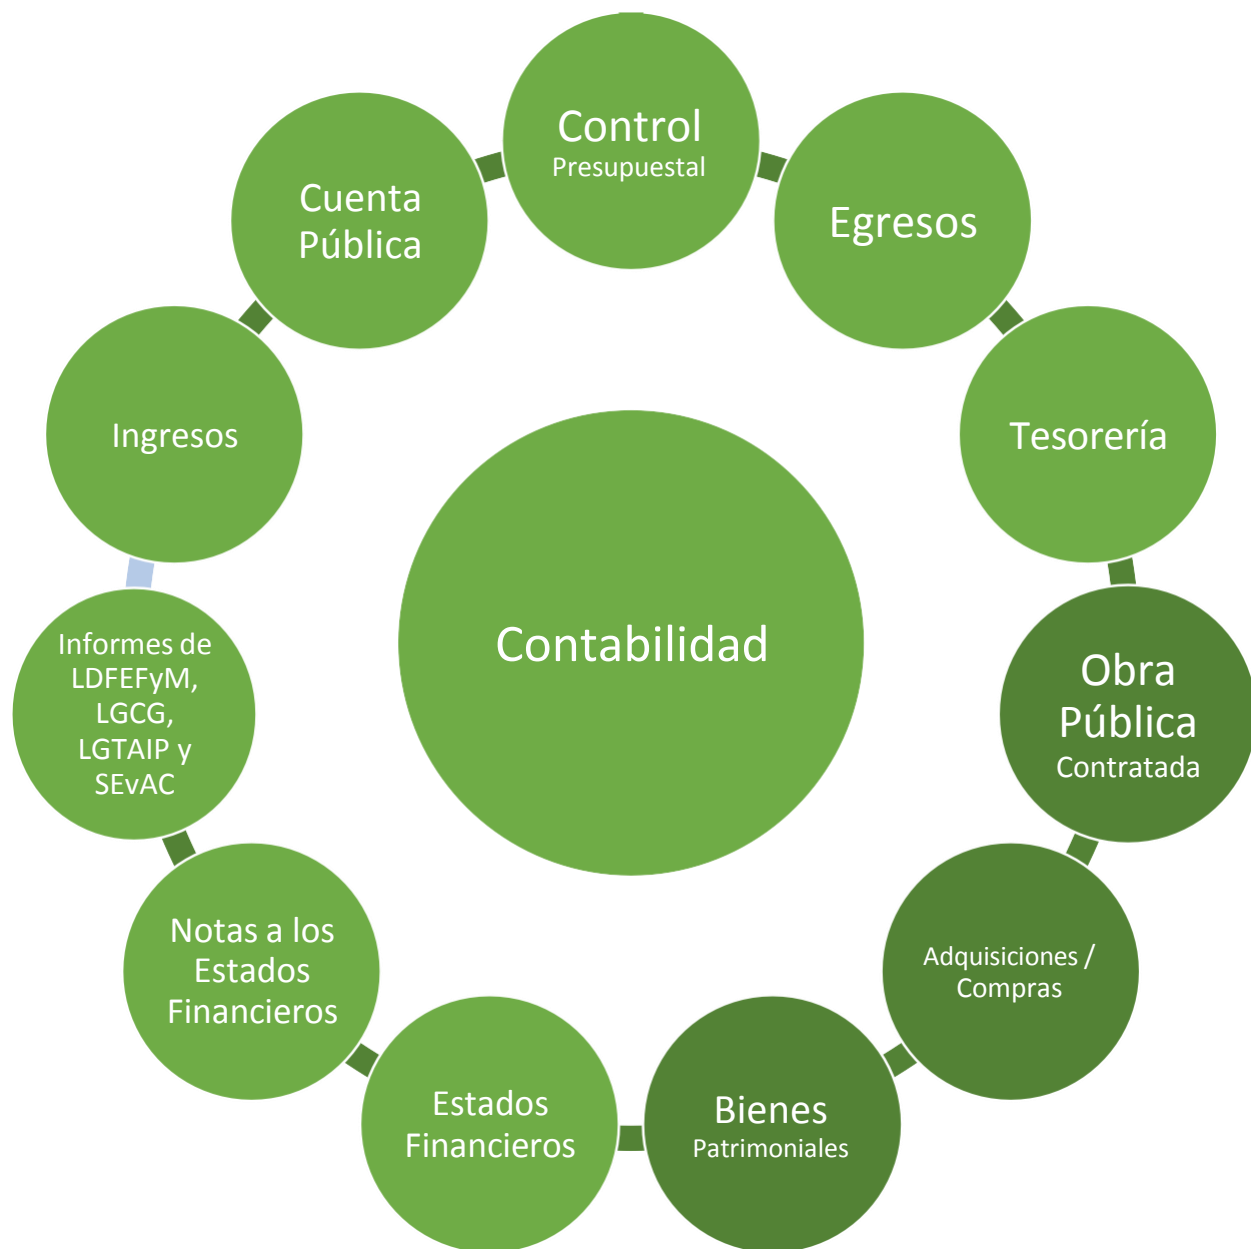 Control
Presupuestal
Egresos
Tesorería
Obra
Pública
Contratada
Adquisiciones /
Compras
Bienes
Patrimoniales
Estados
Financieros
Notas a los
Estados
Financieros
Informes de
LDFEFyM,
LGCG,
LGTAIP y
SEvAC
Ingresos
Cuenta
Pública
Contabilidad